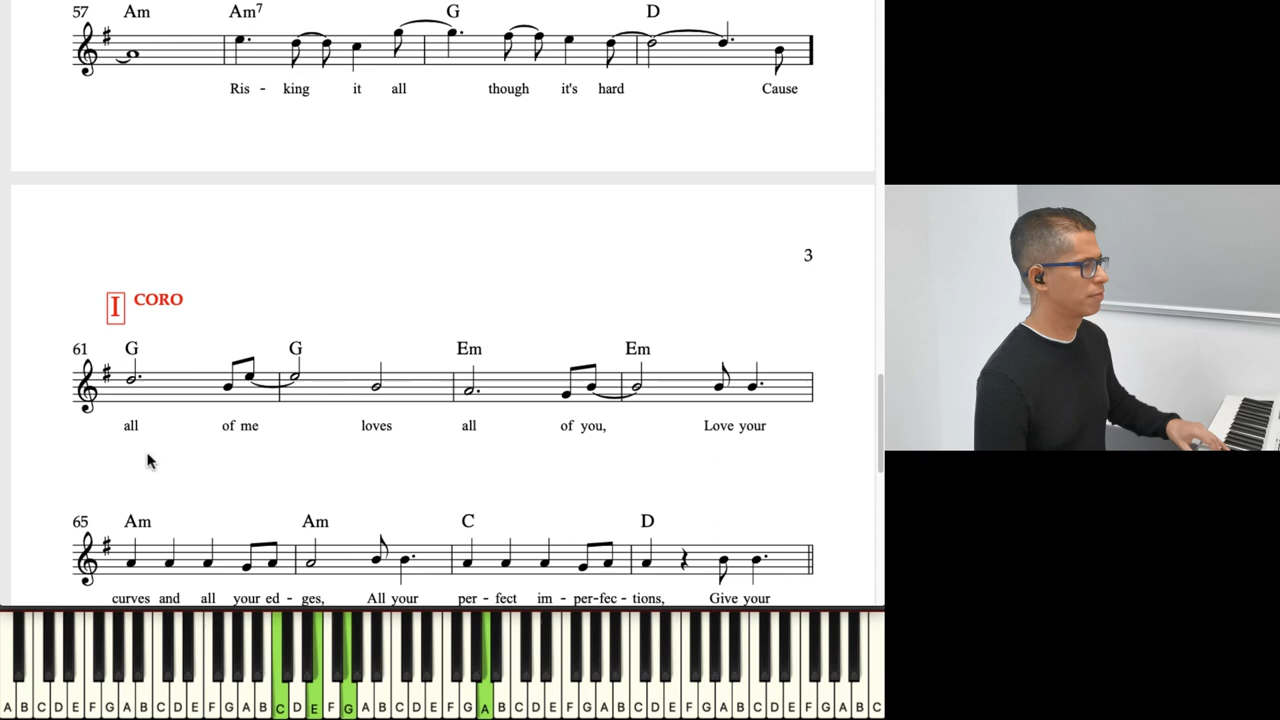 57 Am Am7 G D
Ris - king it all though it's hard Cause
3
I CORO
61 G G Em Em
all of me loves all of you, Love your
65 Am Am C D
curves and all your ed - ges, All your per - fect im - per-fec - tions, Give your
A B C D E F G A B C D E F G A B C D E F G A B C D E F G A B C D E F G A B C D E F G A B C D E F G A B C